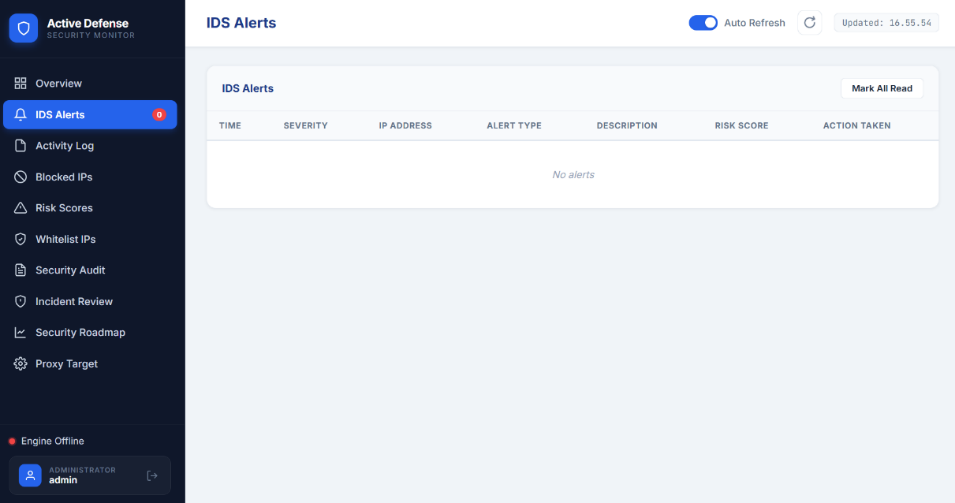 Active Defense
SECURITY MONITOR
Overview
IDS Alerts 0
Activity Log
Blocked IPs
Risk Scores
Whitelist IPs
Security Audit
Incident Review
Security Roadmap
Proxy Target
Engine Offline
ADMINISTRATOR
admin
IDS Alerts
Auto Refresh
Updated: 16.55.54
IDS Alerts
Mark All Read
TIME SEVERITY IP ADDRESS ALERT TYPE DESCRIPTION RISK SCORE ACTION TAKEN
No alerts